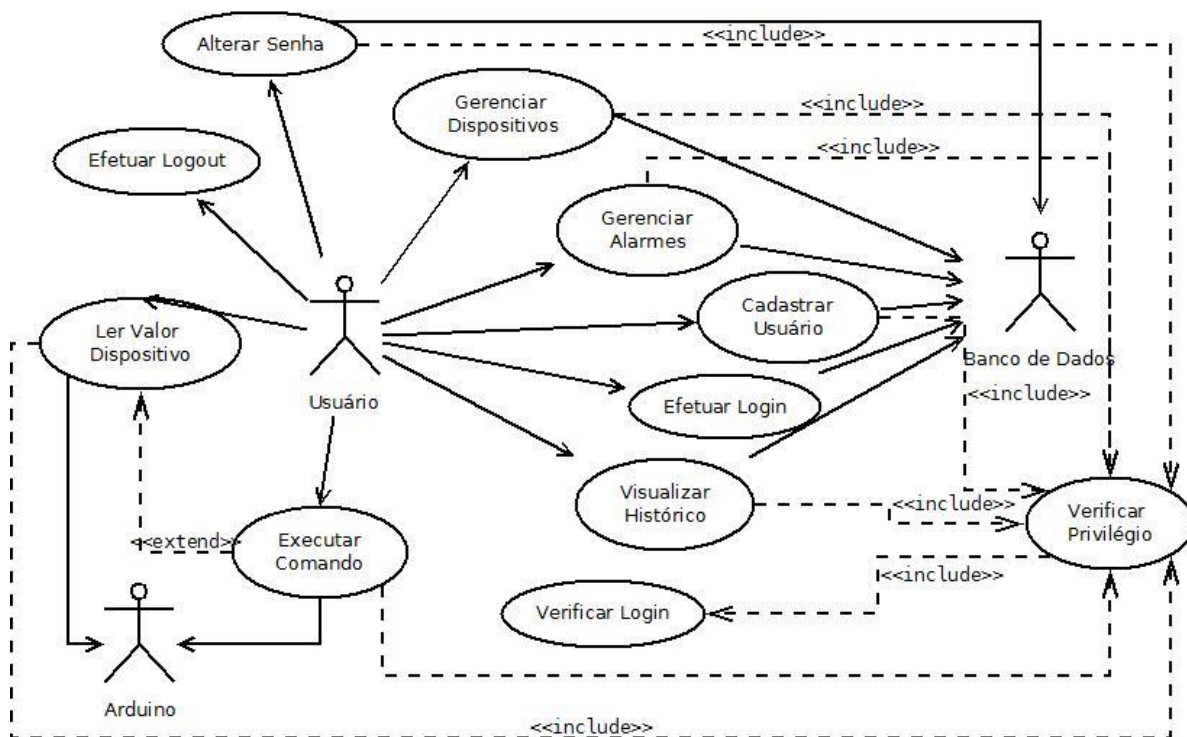 Alterar Senha
<<include>>
Gerenciar
Dispositivos
<<include>>
<<include>>
Efetuar Logout
Gerenciar
Alarmes
Cadastrar
Usuário
Ler Valor
Dispositivo
Banco de Dados
Usuário
<<include>>
Efetuar Login
Visualizar
Histórico
<<include>>
Verificar
Privilégio
<<extend>>
Executar
Comando
<<include>>
Verificar Login
Arduino
<<include>>